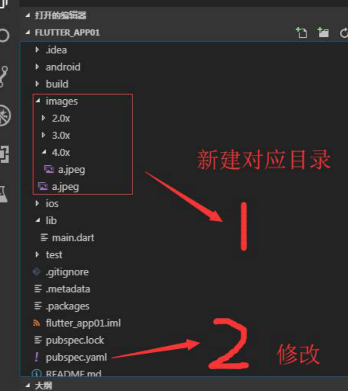 打开的编辑器
FLUTTER_APP01
.idea
android
build
images
2.0x
3.0x
4.0x
a.jpeg
a.jpeg
新建对应目录
1
ios
lib
main.dart
test
.gitignore
.metadata
.packages
flutter_app01.iml
pubspec.lock
! pubspec.yaml
2 修改
README.md
大纲